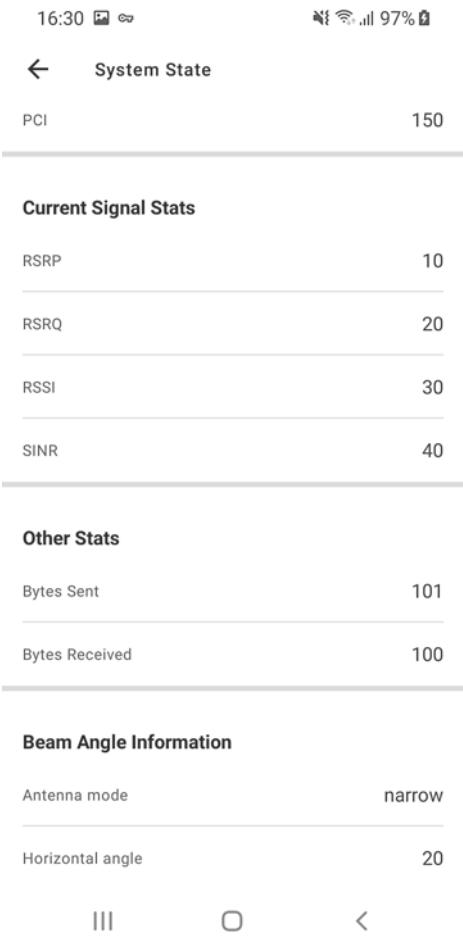 16:30 97%
System State
PCI 150
Current Signal Stats
RSRP 10
RSRQ 20
RSSI 30
SINR 40
Other Stats
Bytes Sent 101
Bytes Received 100
Beam Angle Information
Antenna mode narrow
Horizontal angle 20